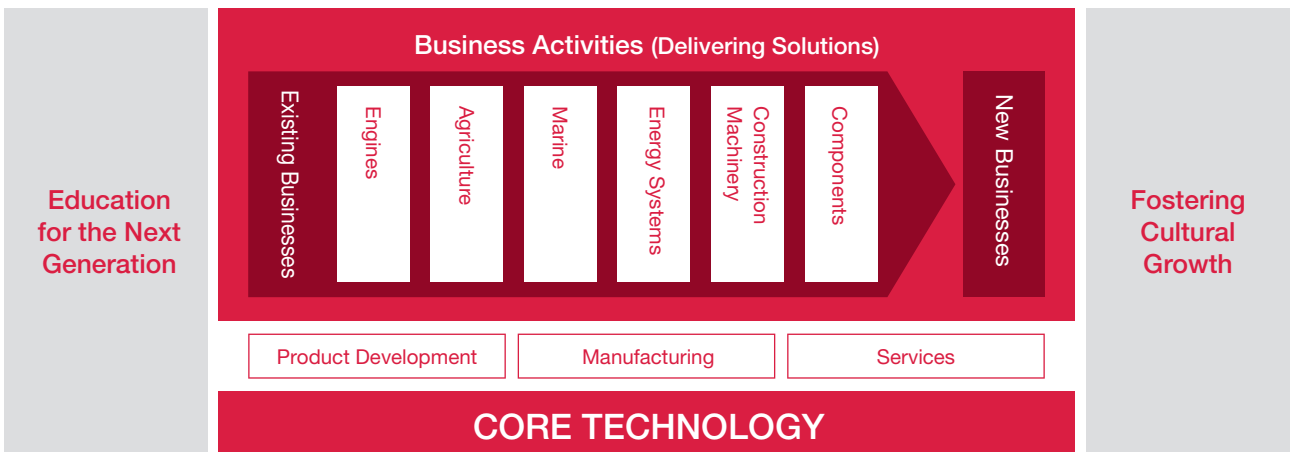 Education
for the Next
Generation
Business Activities (Delivering Solutions)
Existing Businesses
Engines
Agriculture
Marine
Energy Systems
Construction
Machinery
Components
New Businesses
Product Development
Manufacturing
Services
CORE TECHNOLOGY
Fostering
Cultural
Growth